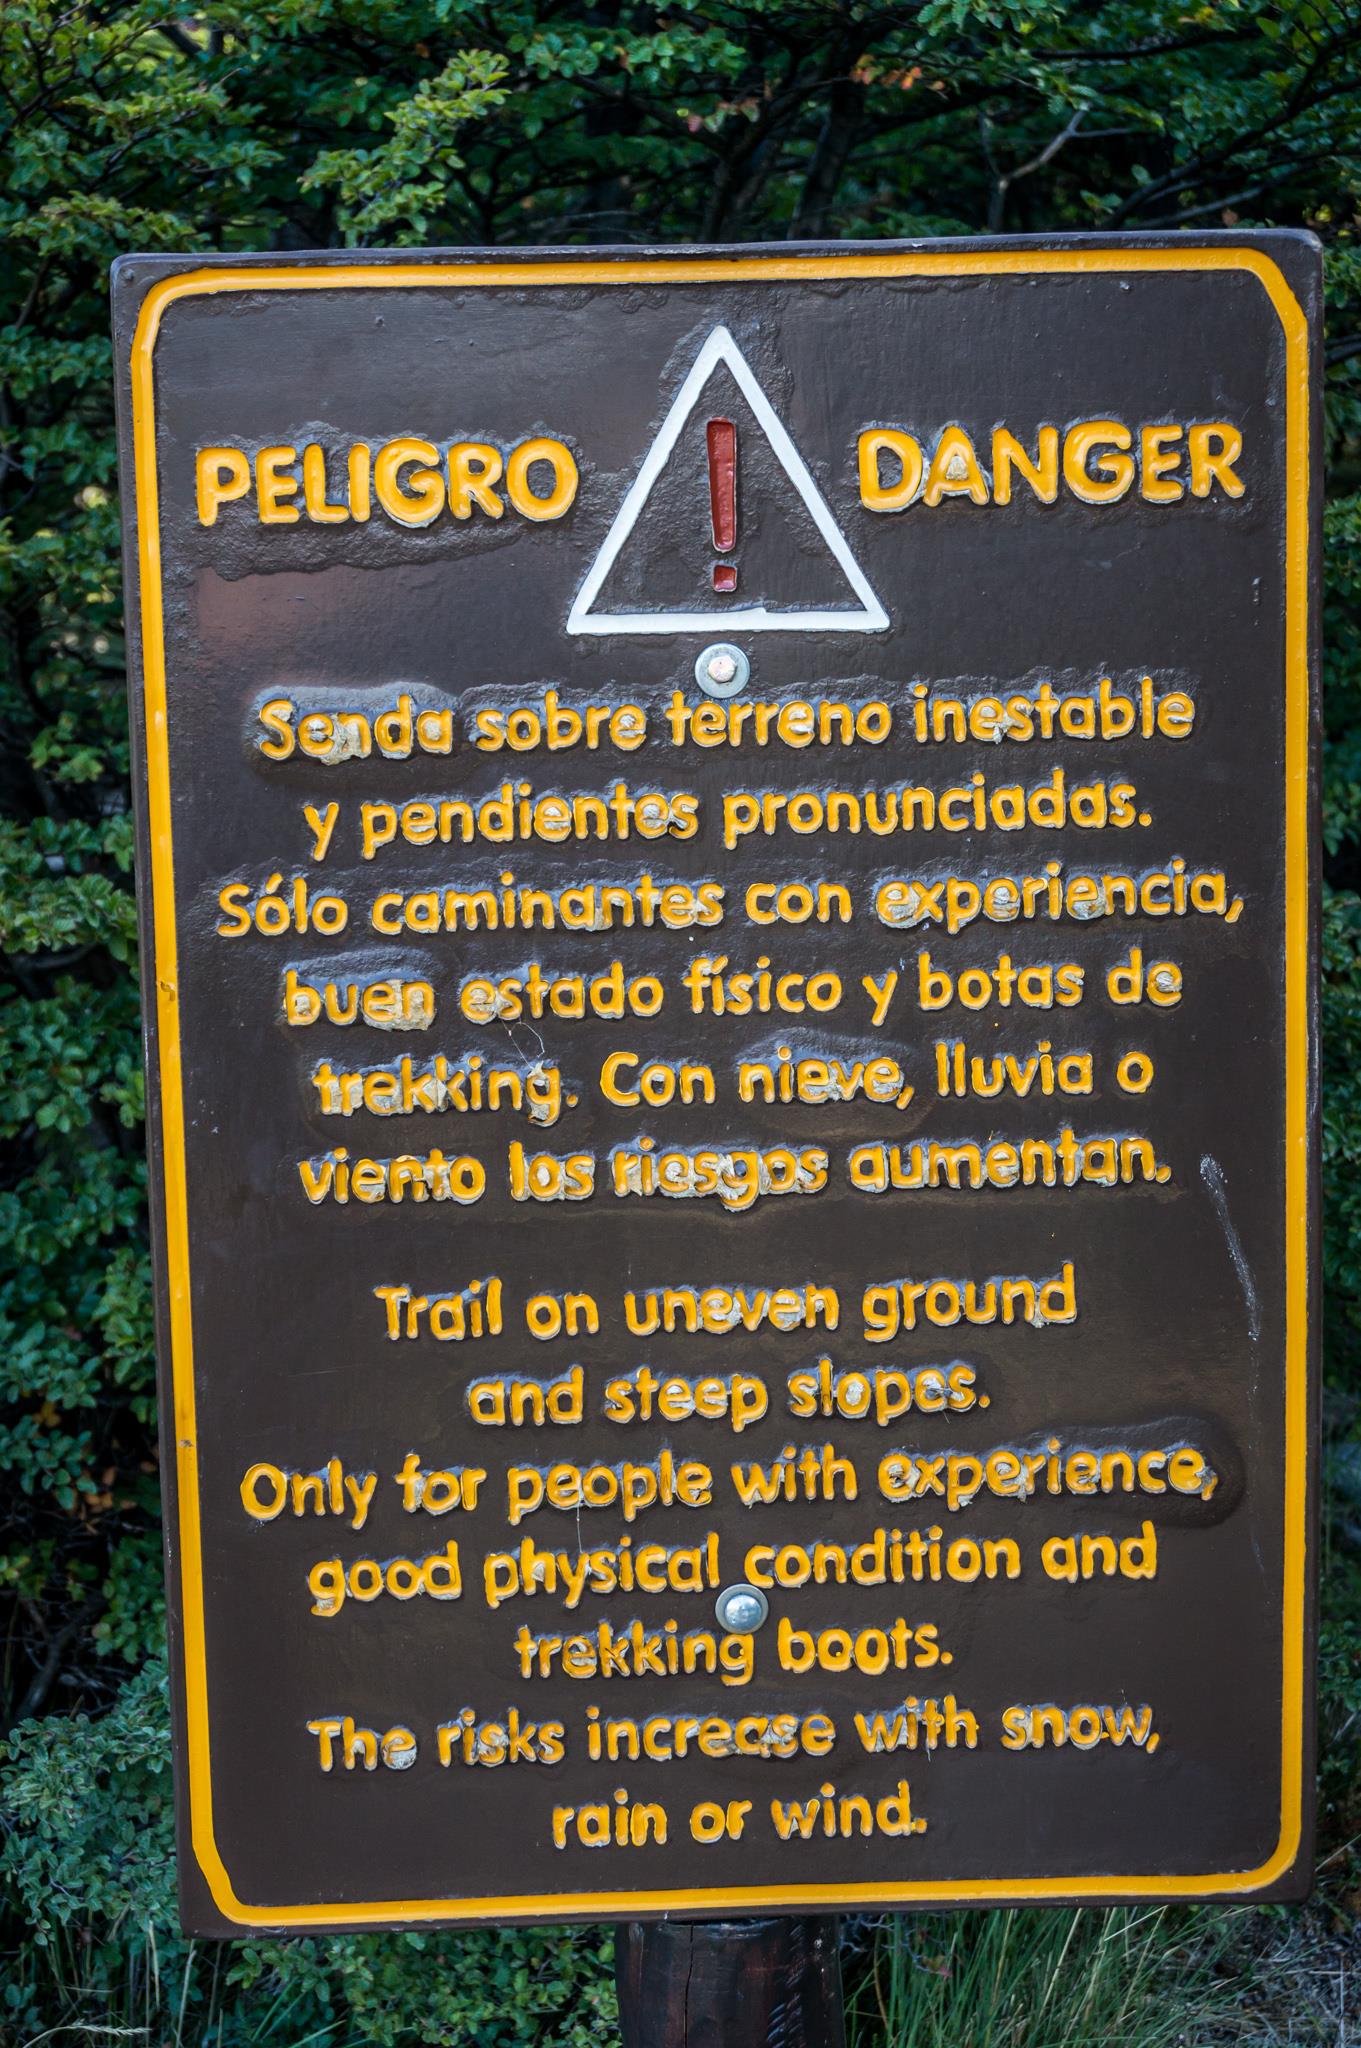 PELIGRO ! DANGER
Senda sobre terreno inestable
y pendientes pronunciadas.
Sólo caminantes con experiencia,
buen estado físico y botas de
trekking. Con nieve, lluvia o
viento los riesgos aumentan.
Trail on uneven ground
and steep slopes.
Only for people with experience,
good physical condition and
trekking boots.
The risks increase with snow,
rain or wind.